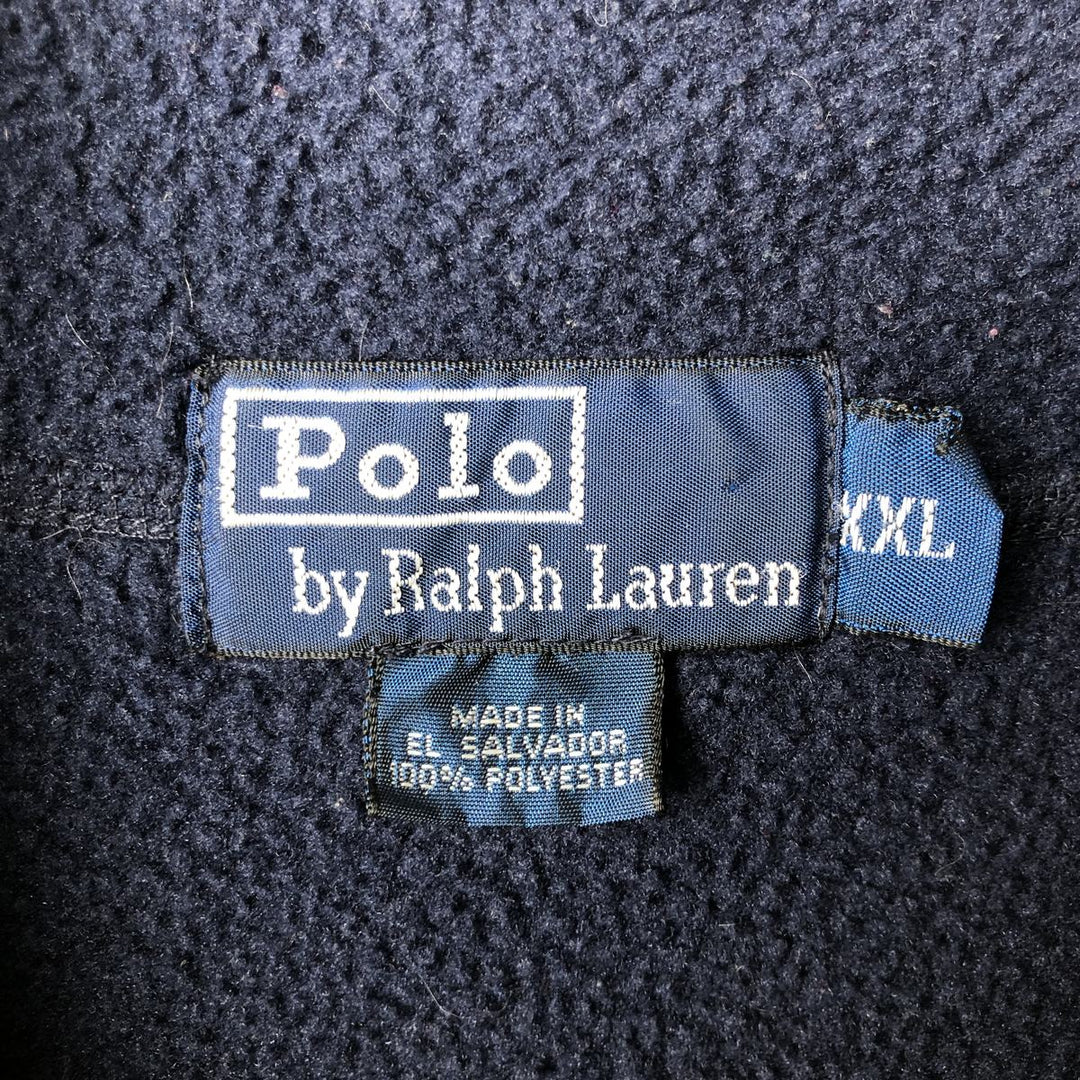 Polo
by Ralph Lauren
XXL
MADE IN
EL SALVADOR
100% POLYESTER